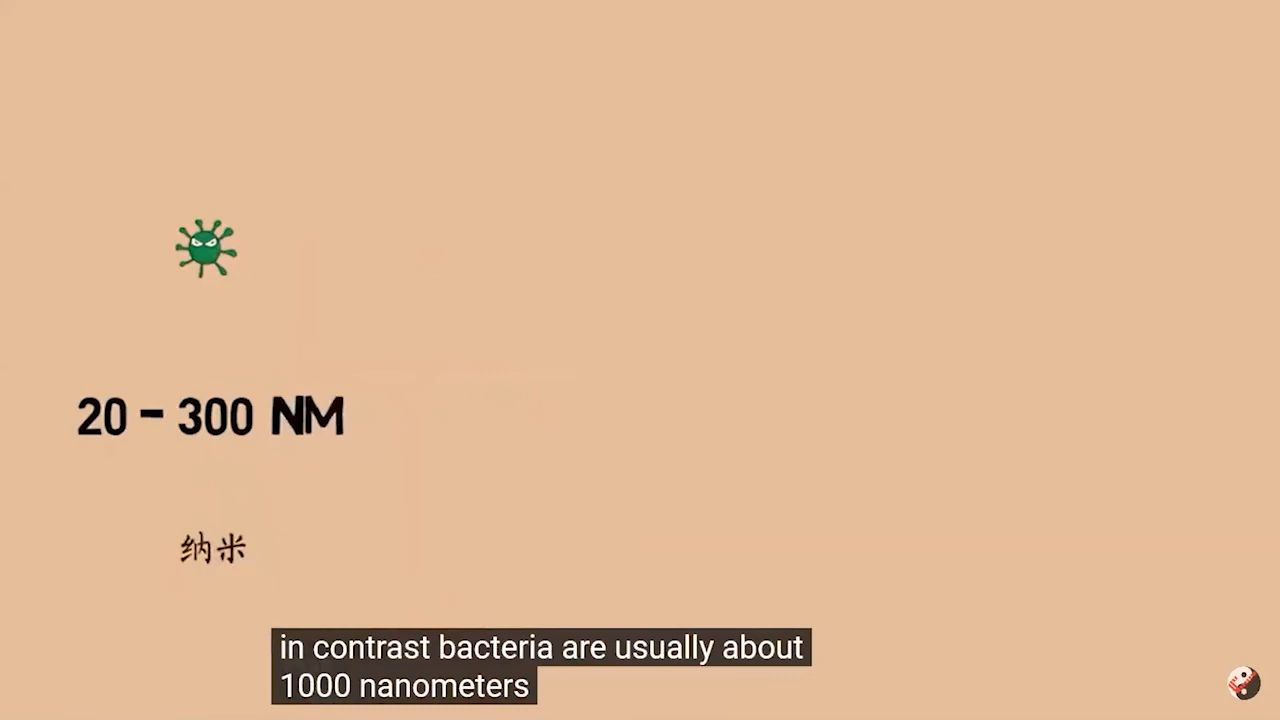 20 - 300 NM
纳米
in contrast bacteria are usually about
1000 nanometers